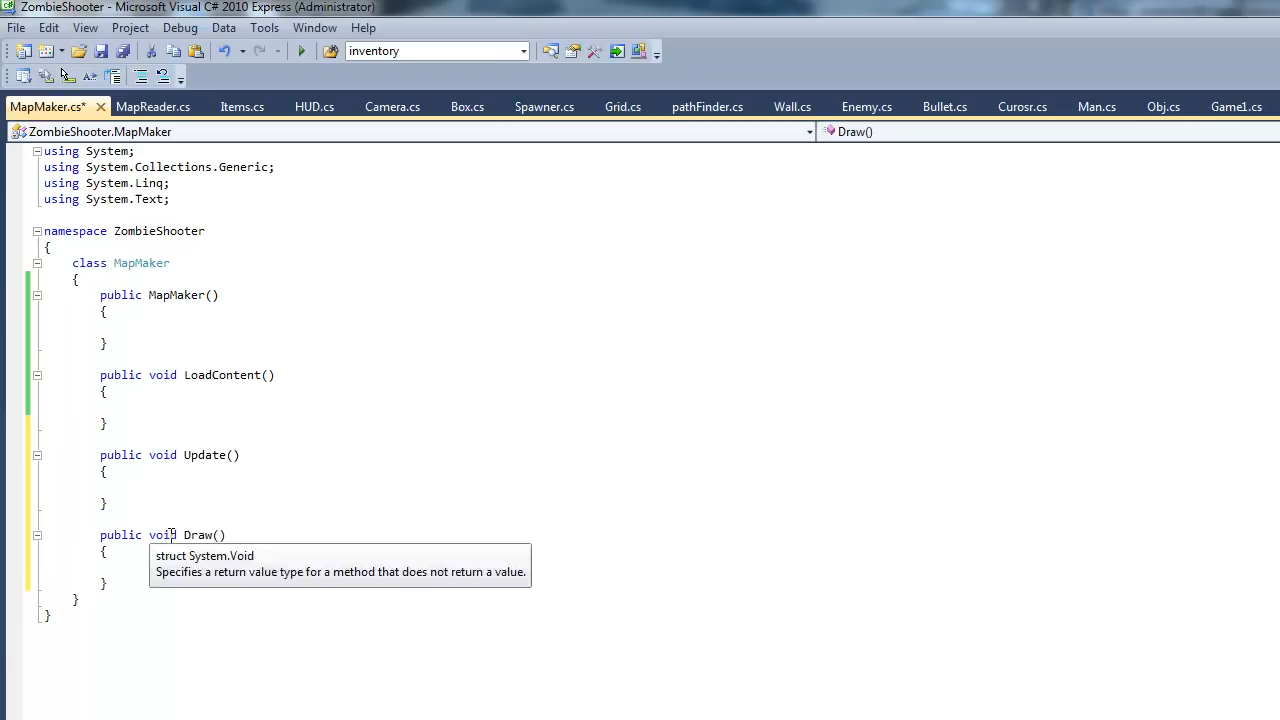 ZombieShooter - Microsoft Visual C# 2010 Express (Administrator)
File Edit View Project Debug Data Tools Window Help
inventory
MapMaker.cs* MapReader.cs Items.cs HUD.cs Camera.cs Box.cs Spawner.cs Grid.cs pathFinder.cs Wall.cs Enemy.cs Bullet.cs Curosr.cs Man.cs Obj.cs Game1.cs
ZombieShooter.MapMaker Draw()
using System;
using System.Collections.Generic;
using System.Linq;
using System.Text;
namespace ZombieShooter
{
class MapMaker
{
public MapMaker()
{
}
public void LoadContent()
{
}
public void Update()
{
}
public void Draw()
{
struct System.Void
Specifies a return value type for a method that does not return a value.
}
}
}